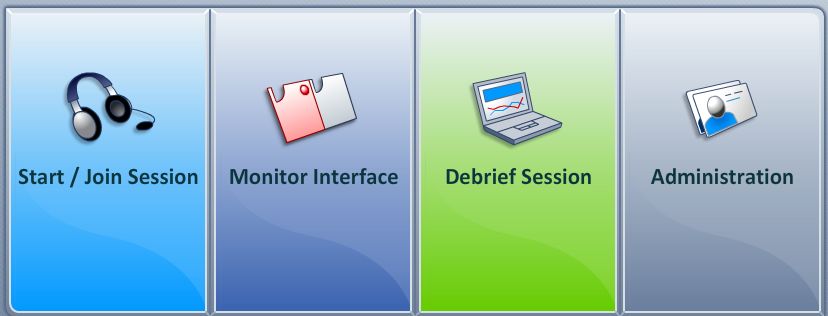 Start / Join Session
Monitor Interface
Debrief Session
Administration